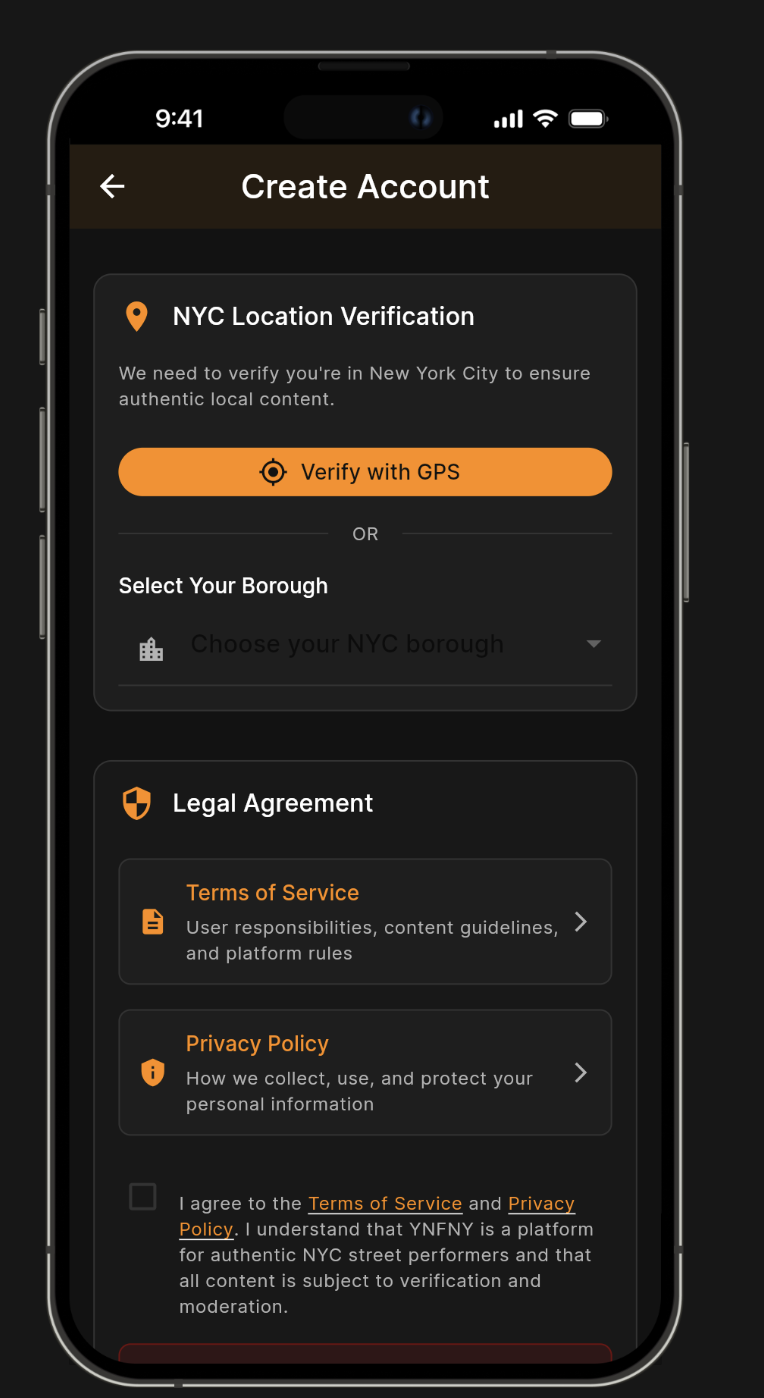 9:41
Create Account
NYC Location Verification
We need to verify you're in New York City to ensure
authentic local content.
Verify with GPS
OR
Select Your Borough
Choose your NYC borough
Legal Agreement
Terms of Service
User responsibilities, content guidelines,
and platform rules
Privacy Policy
How we collect, use, and protect your
personal information
I agree to the Terms of Service and Privacy
Policy. I understand that YNFNY is a platform
for authentic NYC street performers and that
all content is subject to verification and
moderation.